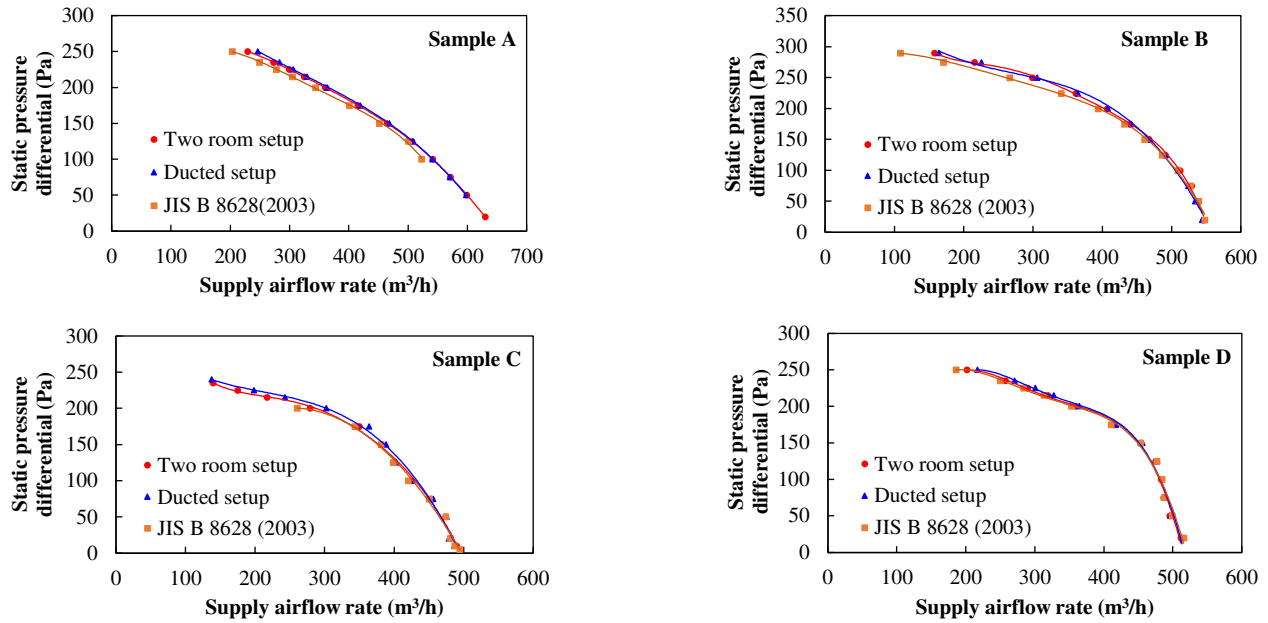 Sample A
Static pressure
differential (Pa)
300
250
200
150
100
50
0
Two room setup
Ducted setup
JIS B 8628(2003)
0 100 200 300 400 500 600 700
Supply airflow rate (m³/h)
Sample B
Static pressure
differential (Pa)
350
300
250
200
150
100
50
0
Two room setup
Ducted setup
JIS B 8628 (2003)
0 100 200 300 400 500 600
Supply airflow rate (m³/h)
Sample C
Static pressure
differential (Pa)
300
250
200
150
100
50
0
Two room setup
Ducted setup
JIS B 8628 (2003)
0 100 200 300 400 500 600
Supply airflow rate (m³/h)
Sample D
Static pressure
differential (Pa)
300
250
200
150
100
50
0
Two room setup
Ducted setup
JIS B 8628 (2003)
0 100 200 300 400 500 600
Supply airflow rate (m³/h)